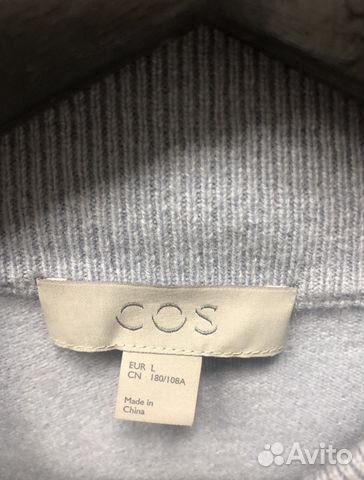 COS
EUR L
CN 180/108A
Made in
China
Avito